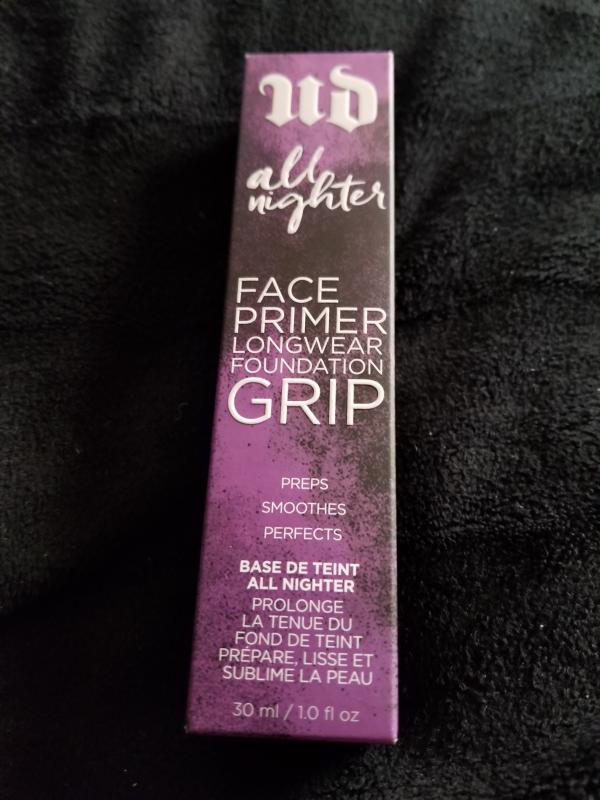 UD
all
nighter
FACE
PRIMER
LONGWEAR
FOUNDATION
GRIP
PREPS
SMOOTHES
PERFECTS
BASE DE TEINT
ALL NIGHTER
PROLONGE
LA TENUE DU
FOND DE TEINT
PRÉPARE, LISSE ET
SUBLIME LA PEAU
30 ml / 1.0 fl oz